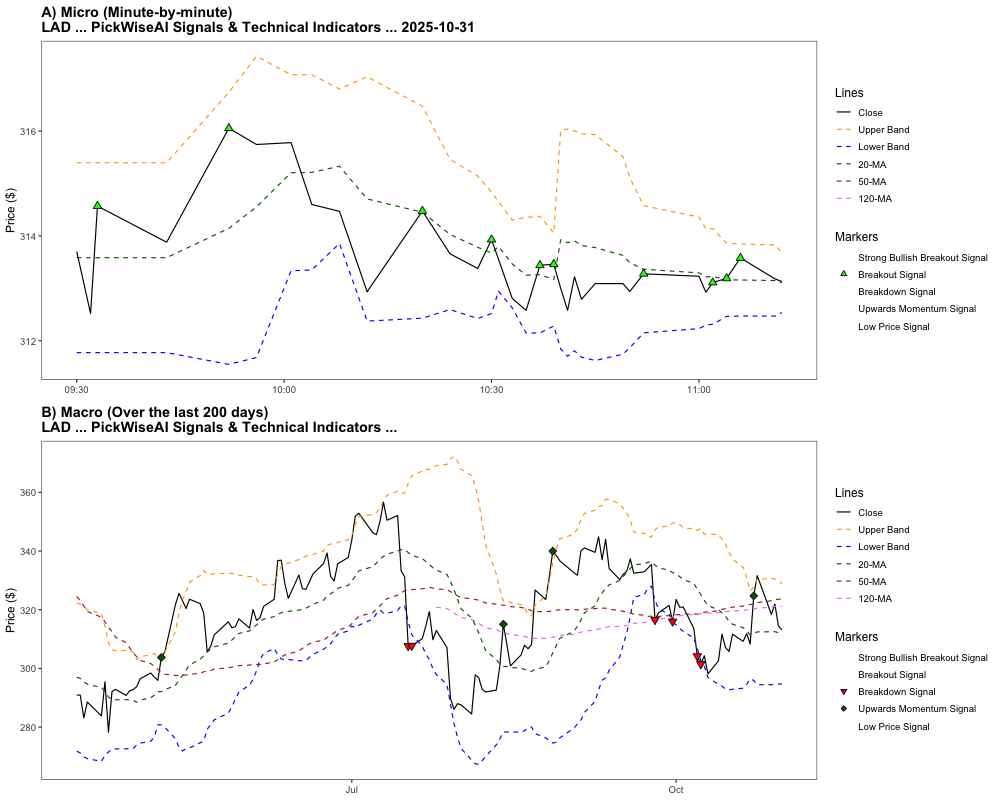 A) Micro (Minute-by-minute)
LAD ... PickWiseAI Signals & Technical Indicators ... 2025-10-31
Price ($)
316
314
312
09:30
10:00
10:30
11:00
Lines
Close
Upper Band
Lower Band
20-MA
50-MA
120-MA
Markers
Strong Bullish Breakout Signal
Breakout Signal
Breakdown Signal
Upwards Momentum Signal
Low Price Signal
B) Macro (Over the last 200 days)
LAD ... PickWiseAI Signals & Technical Indicators ...
Price ($)
360
340
320
300
280
Jul
Oct
Lines
Close
Upper Band
Lower Band
20-MA
50-MA
120-MA
Markers
Strong Bullish Breakout Signal
Breakout Signal
Breakdown Signal
Upwards Momentum Signal
Low Price Signal